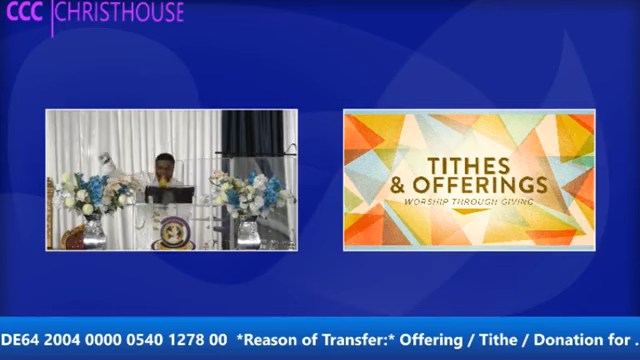 CCC CHRISTHOUSE
TITHES
& OFFERINGS
WORSHIP THROUGH GIVING
DE64 2004 0000 0540 1278 00 *Reason of Transfer:* Offering / Tithe / Donation for .